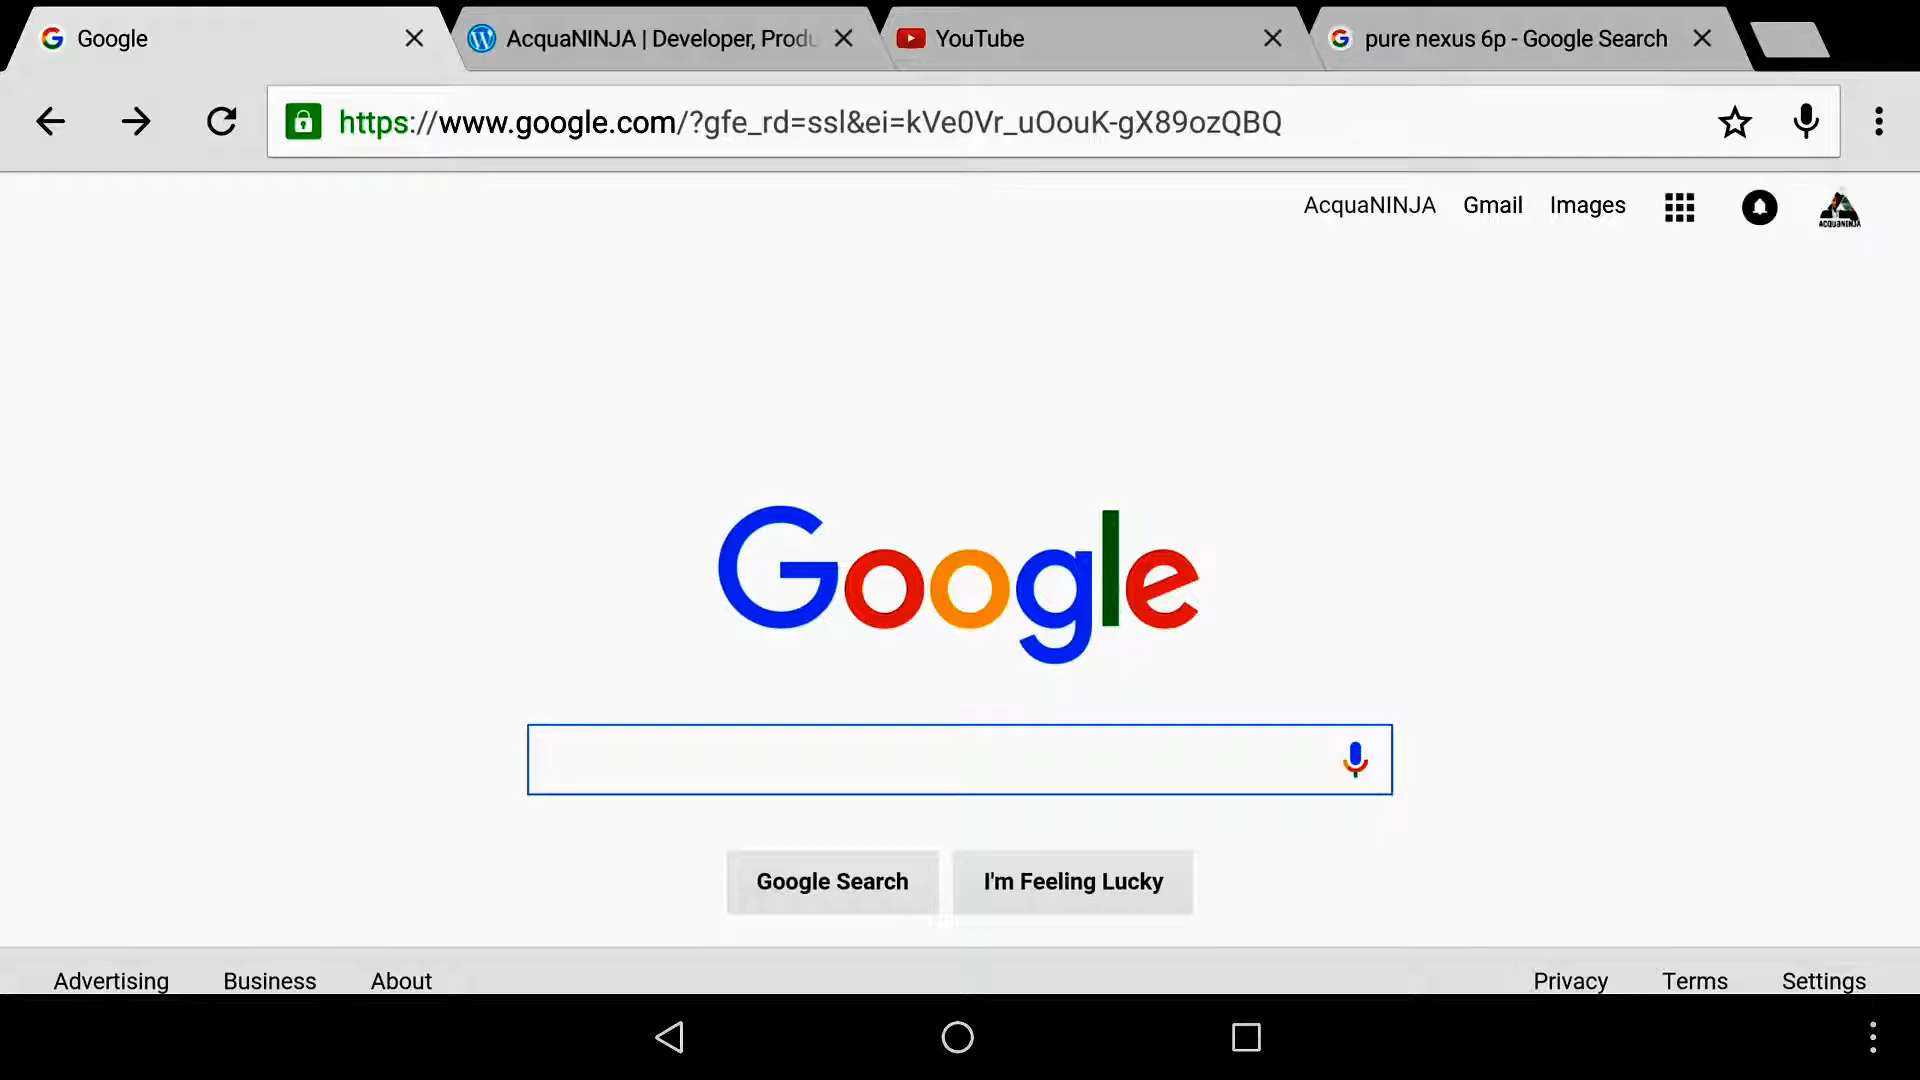 Google
AcquaNINJA | Developer, Produ
YouTube
pure nexus 6p - Google Search
https://www.google.com/?gfe_rd=ssl&ei=kVe0Vr_uOouK-gX89ozQBQ
AcquaNINJA Gmail Images
ACQUANINJA
Google
Google Search I'm Feeling Lucky
Advertising Business About Privacy Terms Settings